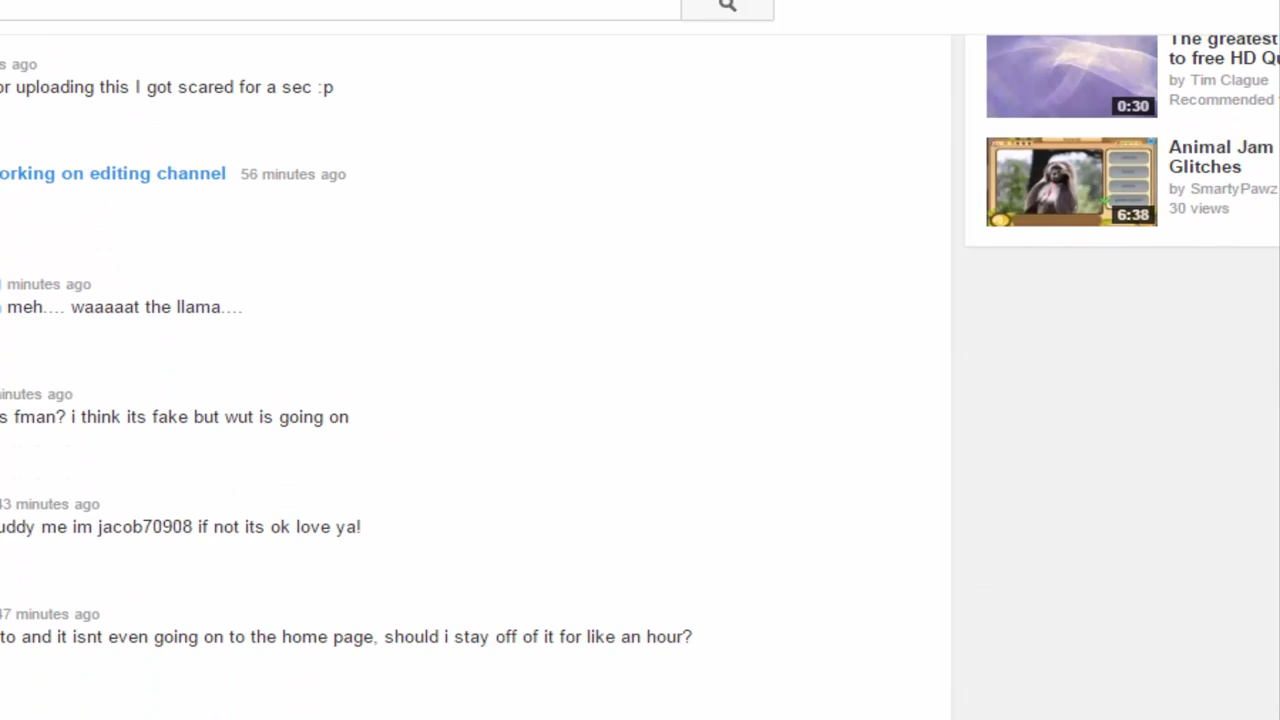 s ago
or uploading this I got scared for a sec :p
orking on editing channel 56 minutes ago
minutes ago
meh.... waaaaat the llama....
inutes ago
s fman? i think its fake but wut is going on
43 minutes ago
uddy me im jacob70908 if not its ok love ya!
47 minutes ago
to and it isnt even going on to the home page, should i stay off of it for like an hour?
The greatest
to free HD Qu
by Tim Clague
Recommended
0:30
Animal Jam
Glitches
by SmartyPawz
30 views
6:38